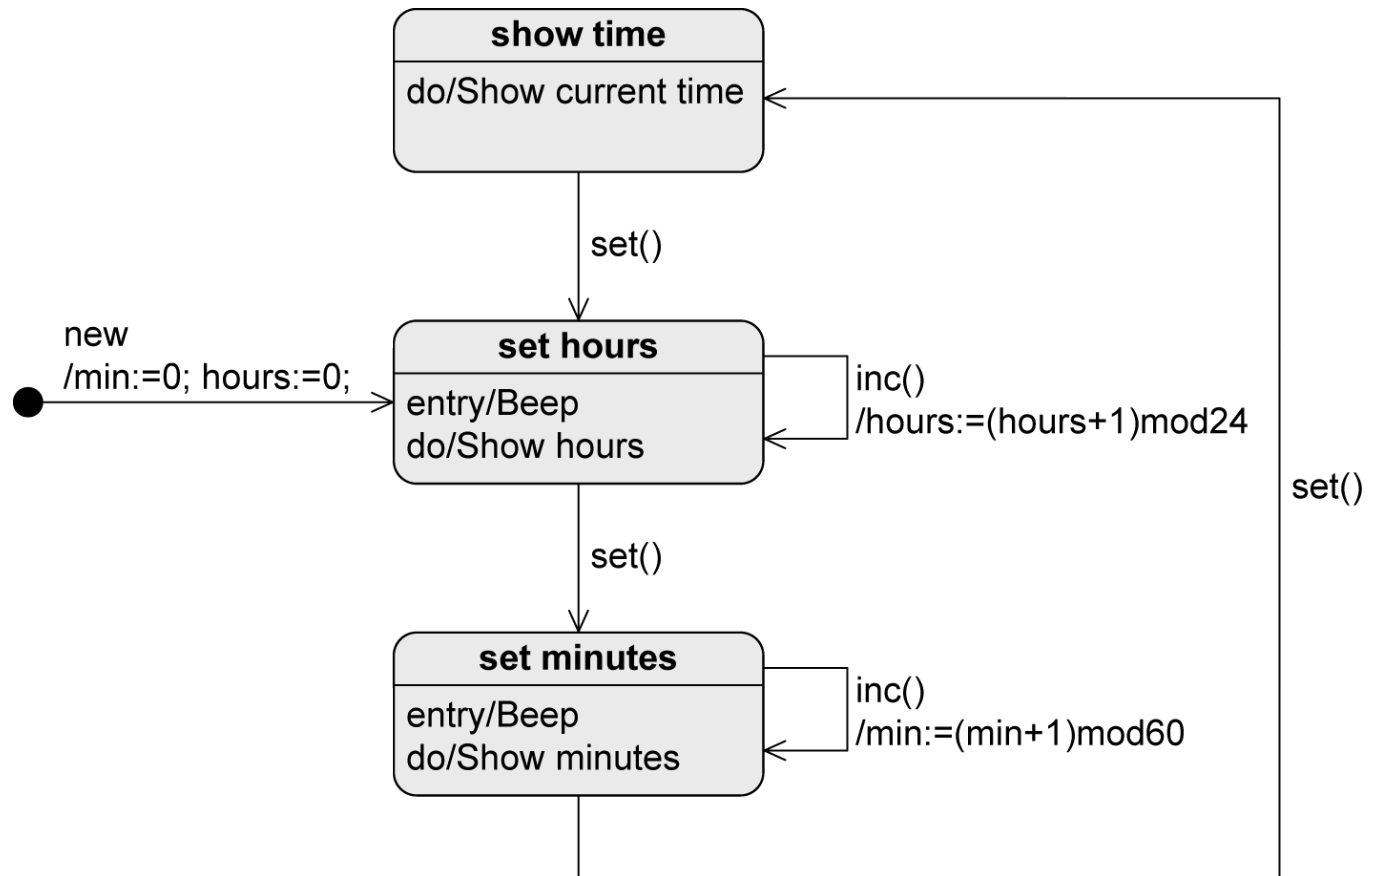 show time
do/Show current time
set()
new
/min:=0; hours:=0;
set hours
entry/Beep
do/Show hours
inc()
/hours:=(hours+1)mod24
set()
set()
set minutes
entry/Beep
do/Show minutes
inc()
/min:=(min+1)mod60